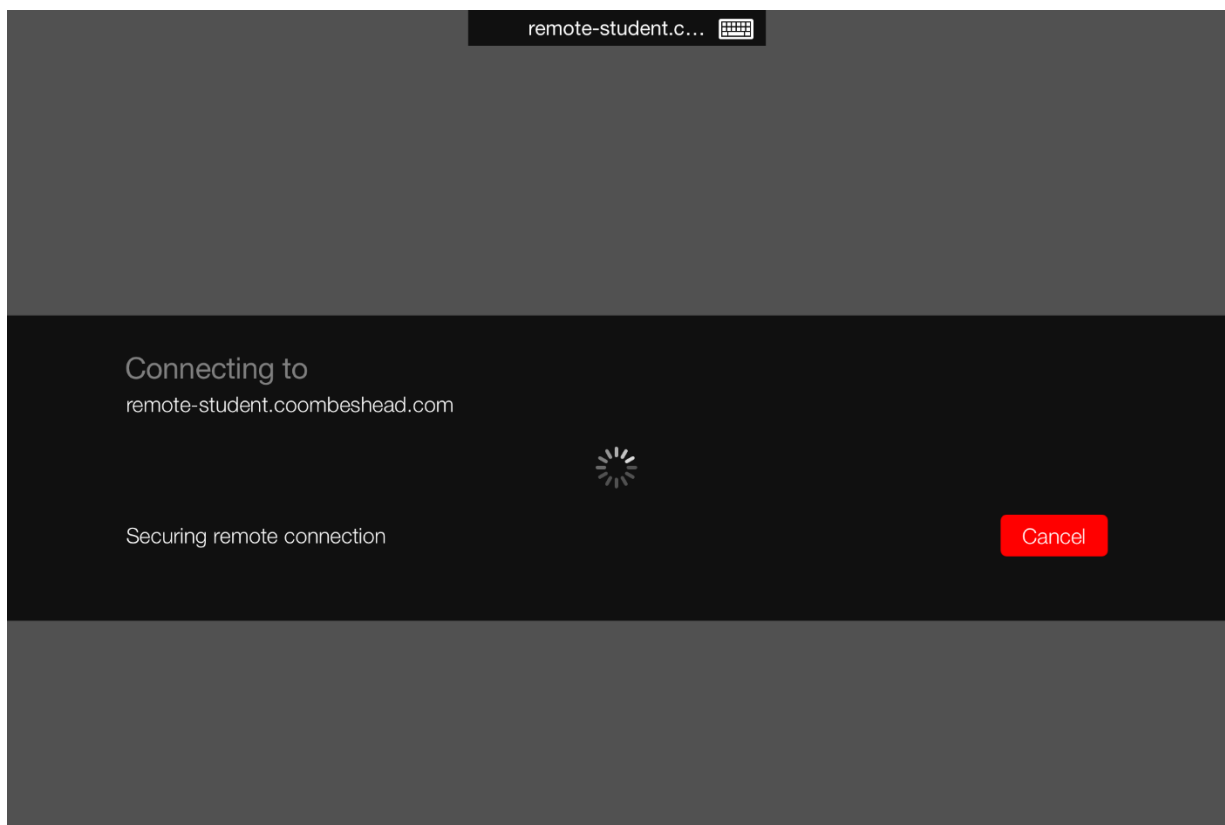 remote-student.c...
Connecting to
remote-student.coombeshead.com
Securing remote connection
Cancel